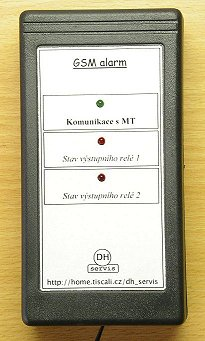 GSM alarm
Komunikace s MT
Stav výstupního relé 1
Stav výstupního relé 2
DH
servis
http://home.tiscali.cz/dh_servis